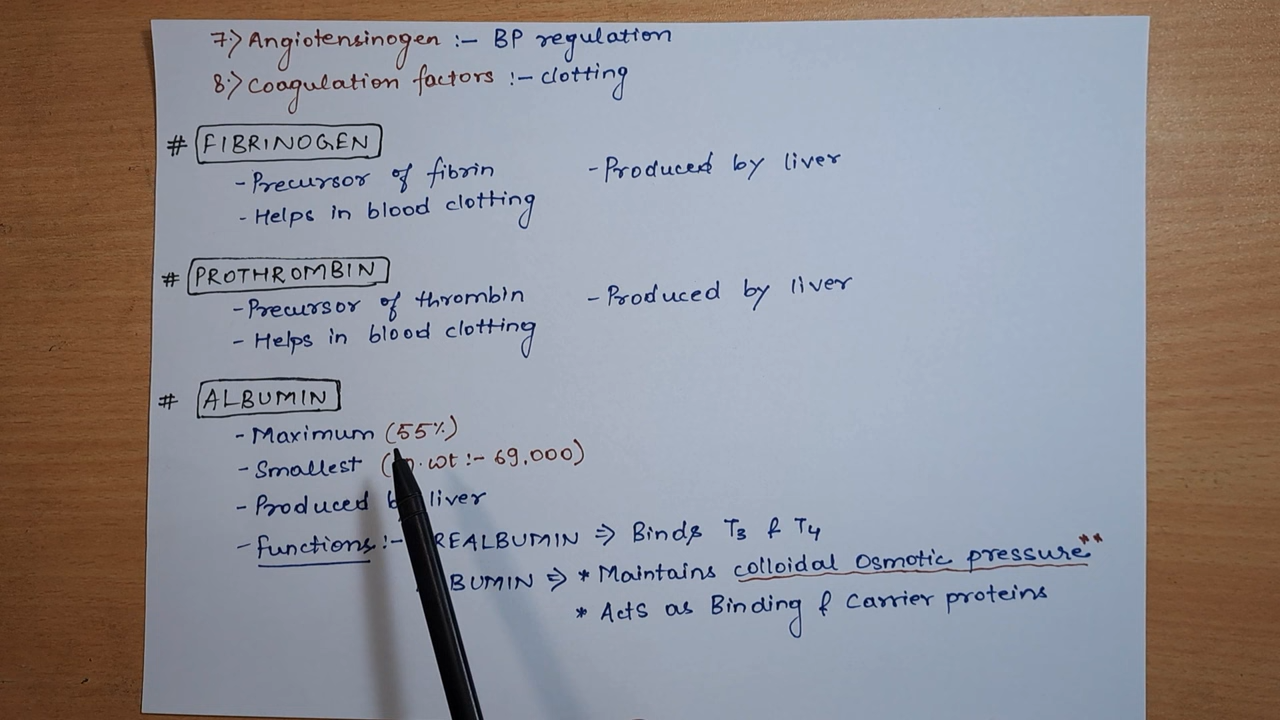 7.) Angiotensinogen :- BP regulation
8.) Coagulation factors :- clotting
# FIBRINOGEN
- Precursor of fibrin - Produced by liver
- Helps in blood clotting
# PROTHROMBIN
- Precursor of thrombin - Produced by liver
- Helps in blood clotting
# ALBUMIN
- Maximum (55%)
- Smallest ( . wt :- 69,000)
- Produced liver
- functions :- REALBUMIN ⇒ Binds T3 & T4
BUMIN ⇒ * Maintains colloidal Osmotic pressure**
* Acts as Binding & Carrier proteins